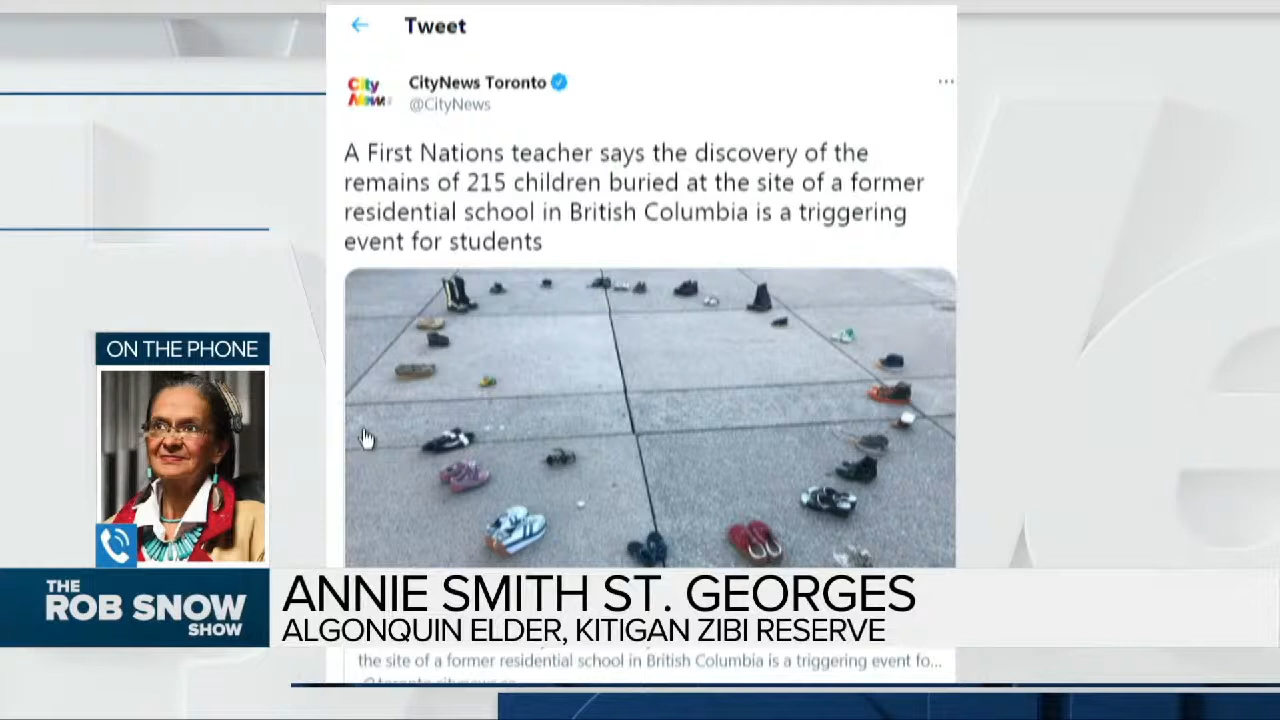 Tweet
City News
CityNews Toronto
@CityNews
A First Nations teacher says the discovery of the
remains of 215 children buried at the site of a former
residential school in British Columbia is a triggering
event for students
ON THE PHONE
THE
ROB SNOW
SHOW
ANNIE SMITH ST. GEORGES
ALGONQUIN ELDER, KITIGAN ZIBI RESERVE
the site of a former residential school in British Columbia is a triggering event fo...